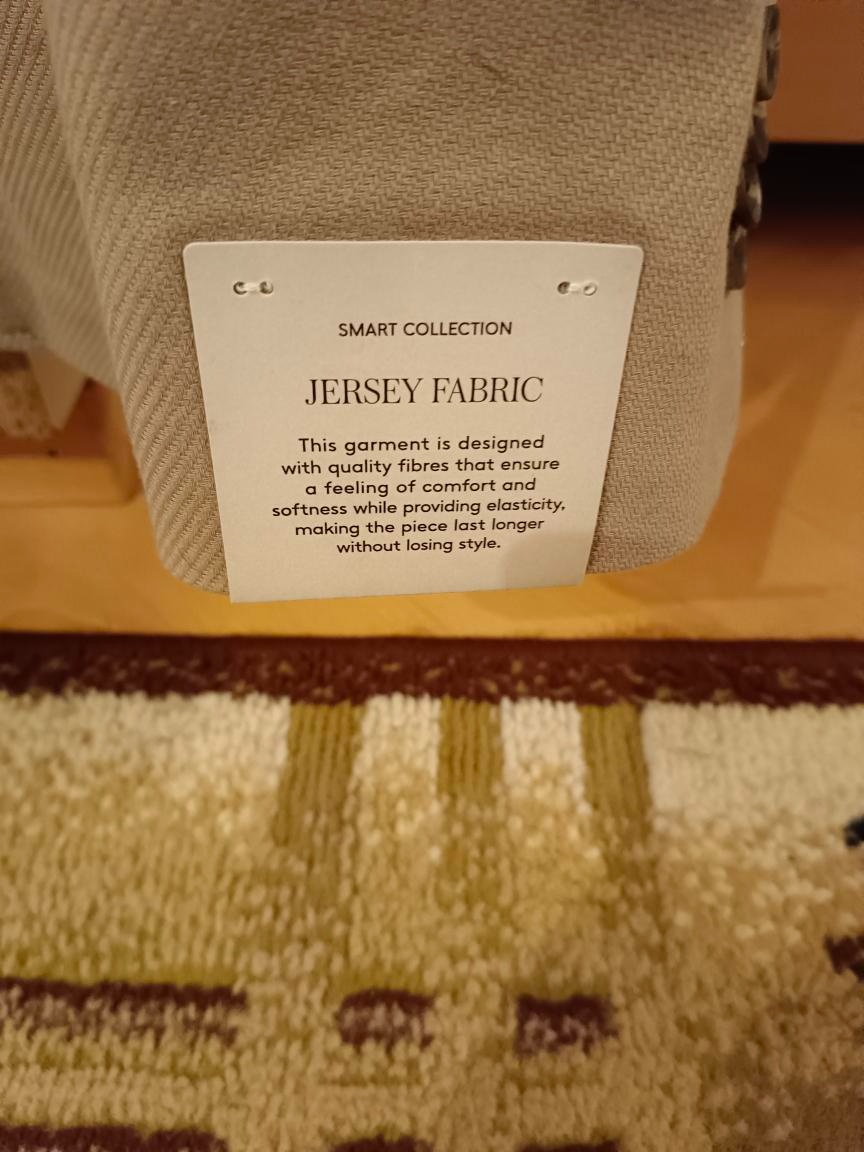 SMART COLLECTION
JERSEY FABRIC
This garment is designed
with quality fibres that ensure
a feeling of comfort and
softness while providing elasticity,
making the piece last longer
without losing style.